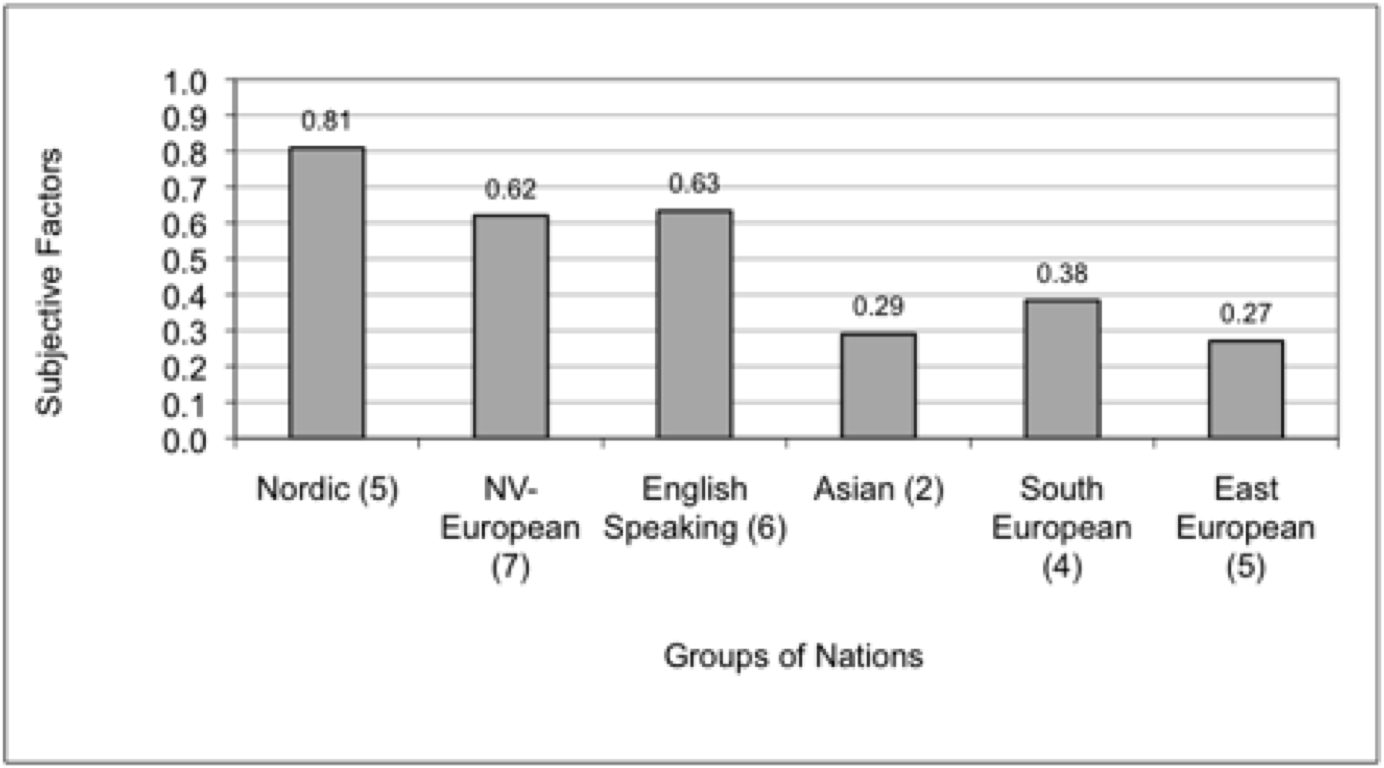 Subjective Factors
1.0
0.9
0.8
0.7
0.6
0.5
0.4
0.3
0.2
0.1
0.0
0.81
0.62
0.63
0.29
0.38
0.27
Nordic (5)
NV-
European
(7)
English
Speaking (6)
Asian (2)
South
European
(4)
East
European
(5)
Groups of Nations